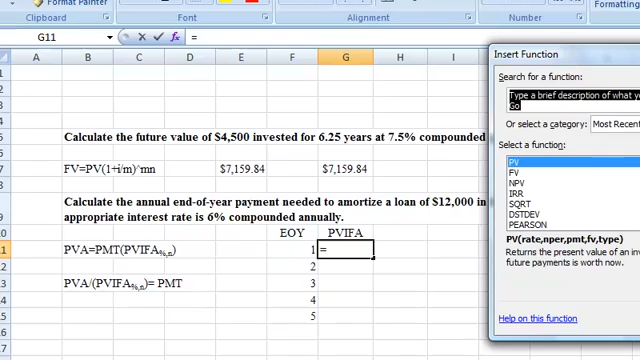 Format Painter
Formatting
Clipboard Font Alignment Number
G11 fx =
A B C D E F G H I
Calculate the future value of $4,500 invested for 6.25 years at 7.5% compounded
7 FV=PV(1+i/m)^mn $7,159.84 $7,159.84
Calculate the annual end-of-year payment needed to amortize a loan of $12,000 in
appropriate interest rate is 6% compounded annually.
EOY PVIFA
PVA=PMT(PVIFA%,n) 1 =
2
PVA/(PVIFA%,n)= PMT 3
4
5
Insert Function
Search for a function:
Type a brief description of what
Go
Or select a category: Most Recent
Select a function:
PV
FV
NPV
IRR
SQRT
DSTDEV
PEARSON
PV(rate,nper,pmt,fv,type)
Returns the present value of an
future payments is worth now.
Help on this function